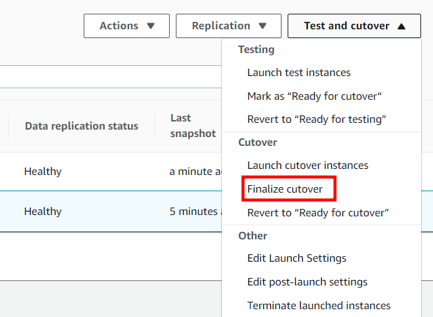 Actions ▼ Replication ▼ Test and cutover ▲
Testing
Launch test instances
Mark as “Ready for cutover“
Revert to “Ready for testing”
Data replication status
Last
snapshot
Cutover
Launch cutover instances
Healthy
a minute
Finalize cutover
Healthy
5 minutes
Revert to “Ready for cutover”
Other
Edit Launch Settings
Edit post-launch settings
Terminate launched instances